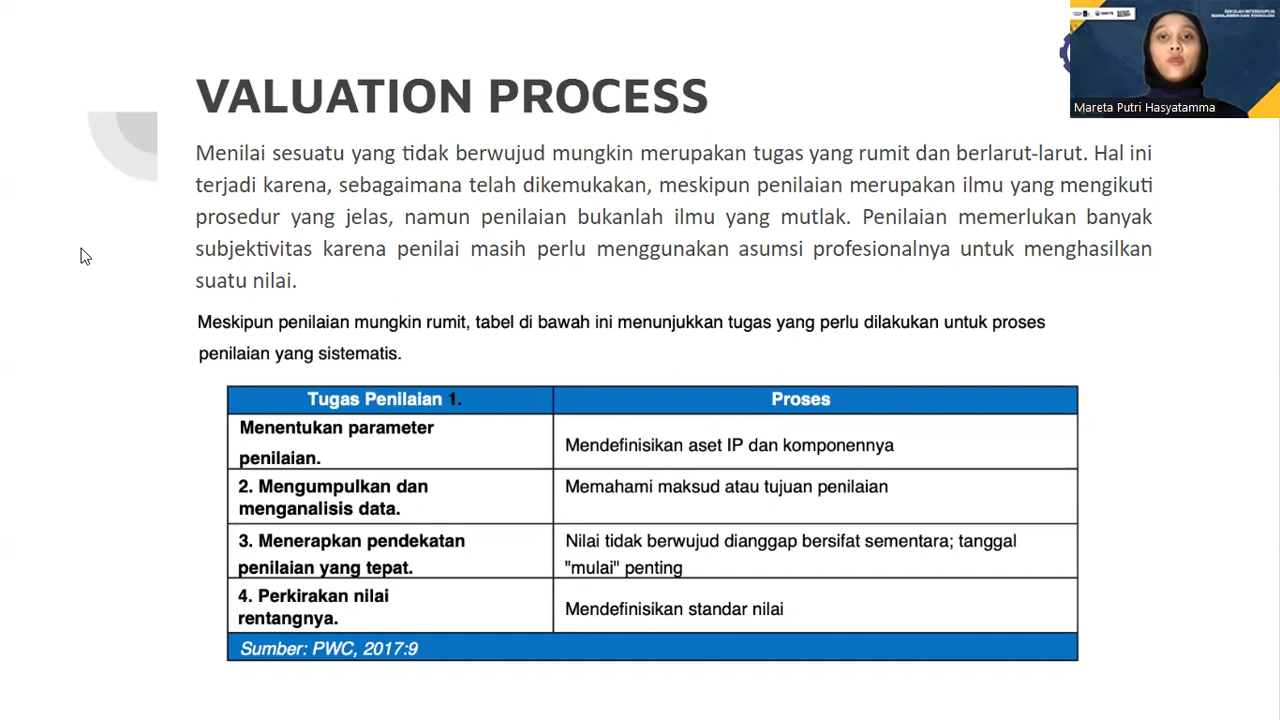 VALUATION PROCESS
Menilai sesuatu yang tidak berwujud mungkin merupakan tugas yang rumit dan berlarut-larut. Hal ini
terjadi karena, sebagaimana telah dikemukakan, meskipun penilaian merupakan ilmu yang mengikuti
prosedur yang jelas, namun penilaian bukanlah ilmu yang mutlak. Penilaian memerlukan banyak
subjektivitas karena penilai masih perlu menggunakan asumsi profesionalnya untuk menghasilkan
suatu nilai.
Meskipun penilaian mungkin rumit, tabel di bawah ini menunjukkan tugas yang perlu dilakukan untuk proses
penilaian yang sistematis.
Tugas Penilaian 1.
Proses
Menentukan parameter
penilaian.
Mendefinisikan aset IP dan komponennya
2. Mengumpulkan dan
menganalisis data.
Memahami maksud atau tujuan penilaian
3. Menerapkan pendekatan
penilaian yang tepat.
Nilai tidak berwujud dianggap bersifat sementara; tanggal
"mulai" penting
4. Perkirakan nilai
rentangnya.
Mendefinisikan standar nilai
Sumber: PWC, 2017:9
Mareta Putri Hasyatamma